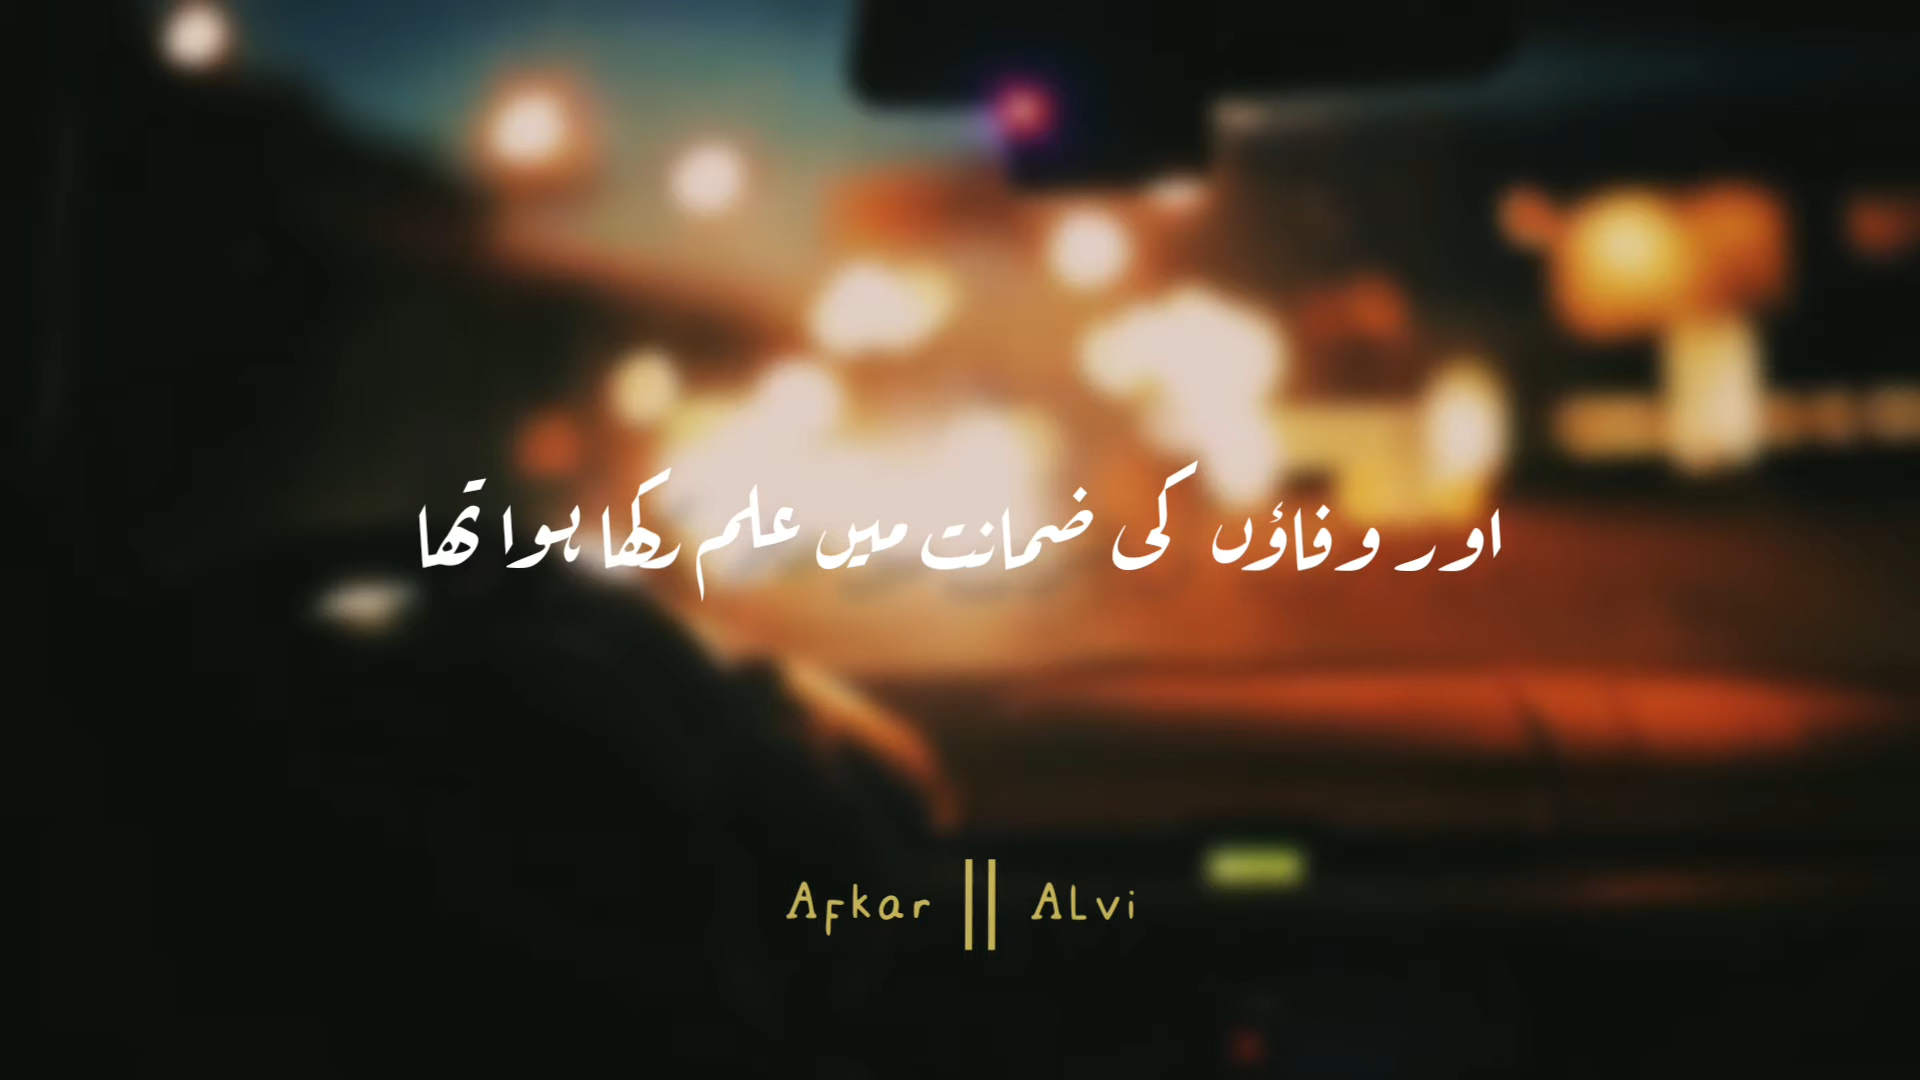 اور وفاؤں کی ضمانت میں علم رکھا ہوا تھا
Afkar || ALvi